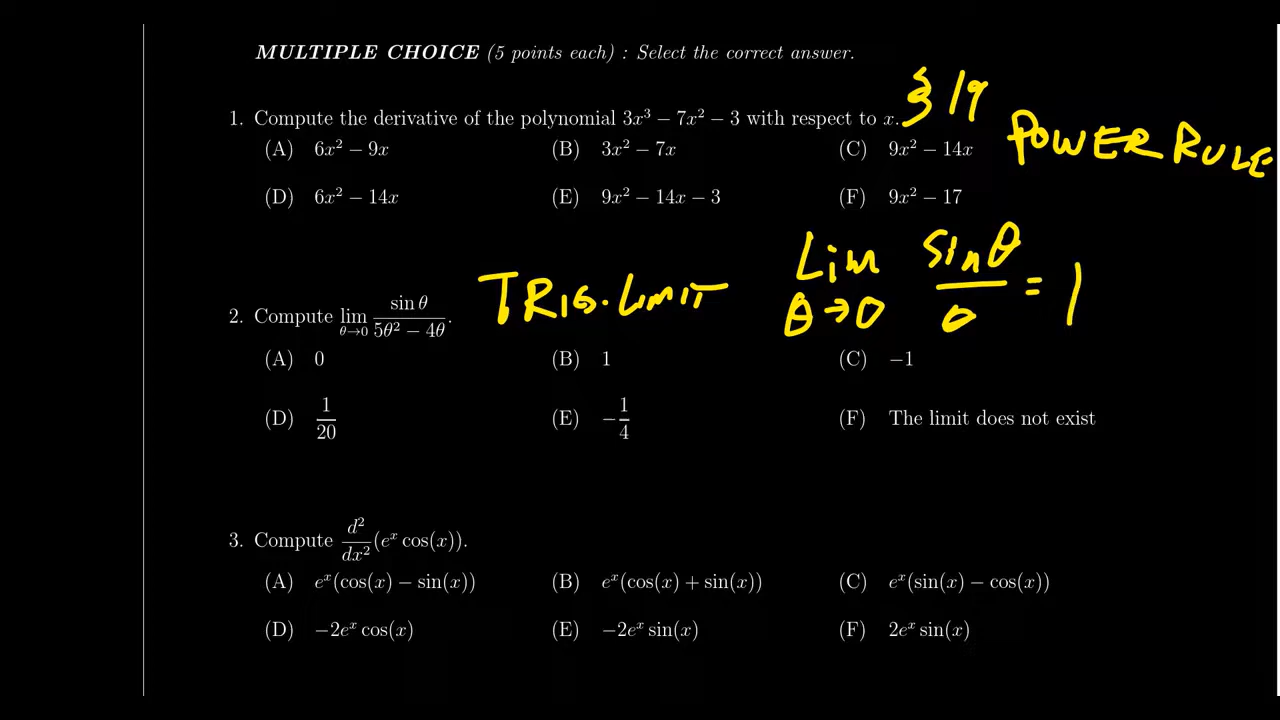 MULTIPLE CHOICE (5 points each) : Select the correct answer.
1. Compute the derivative of the polynomial 3x³ − 7x² − 3 with respect to x.
§ 19
POWER RULE
(A) 6x² − 9x (B) 3x² − 7x (C) 9x² − 14x
(D) 6x² − 14x (E) 9x² − 14x − 3 (F) 9x² − 17
2. Compute lim θ→0 sin θ / 5θ² − 4θ.
TRIG. LIMIT
Lim θ→0 sin θ / θ = 1
(A) 0 (B) 1 (C) −1
(D) 1/20 (E) −1/4 (F) The limit does not exist
3. Compute d²/dx² (eˣ cos(x)).
(A) eˣ(cos(x) − sin(x)) (B) eˣ(cos(x) + sin(x)) (C) eˣ(sin(x) − cos(x))
(D) −2eˣ cos(x) (E) −2eˣ sin(x) (F) 2eˣ sin(x)